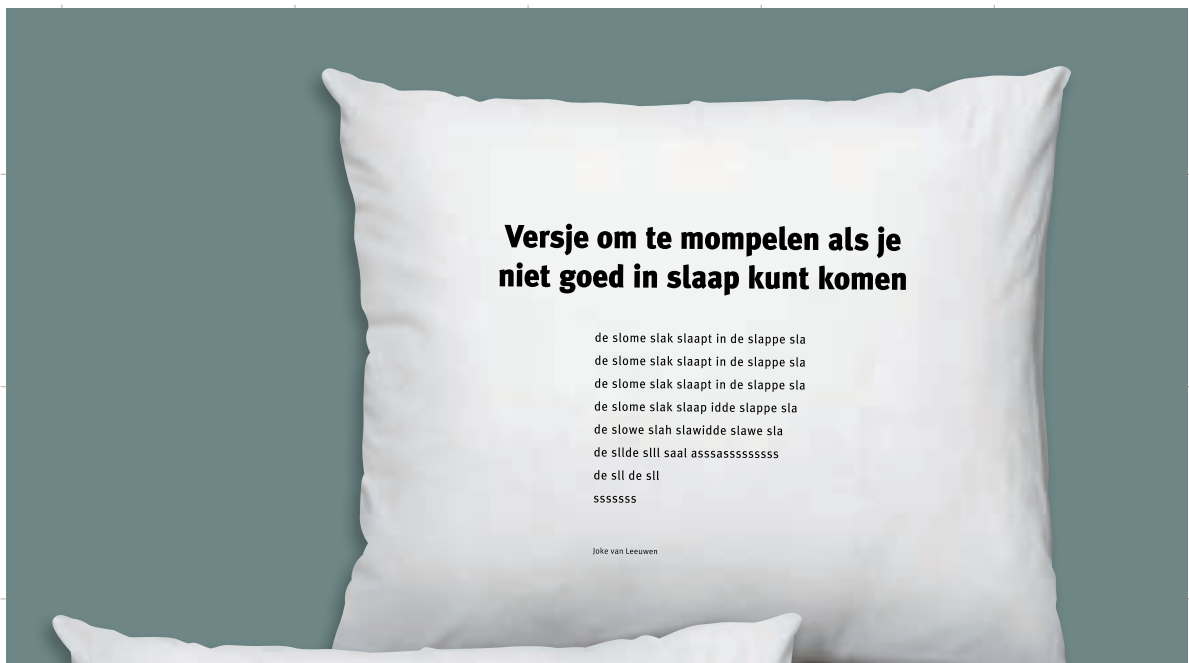 Versje om te mompelen als je
niet goed in slaap kunt komen
de slome slak slaapt in de slappe sla
de slome slak slaapt in de slappe sla
de slome slak slaapt in de slappe sla
de slome slak slaap idde slappe sla
de slowe slah slawidde slawe sla
de sllde slll saal asssassssssssss
de sll de sll
sssssss
Joke van Leeuwen